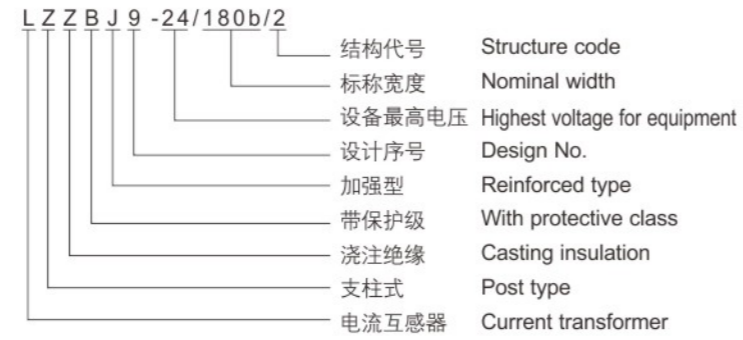 LZZBJ9-24/180b/2
结构代号 Structure code
标称宽度 Nominal width
设备最高电压 Highest voltage for equipment
设计序号 Design No.
加强型 Reinforced type
带保护级 With protective class
浇注绝缘 Casting insulation
支柱式 Post type
电流互感器 Current transformer